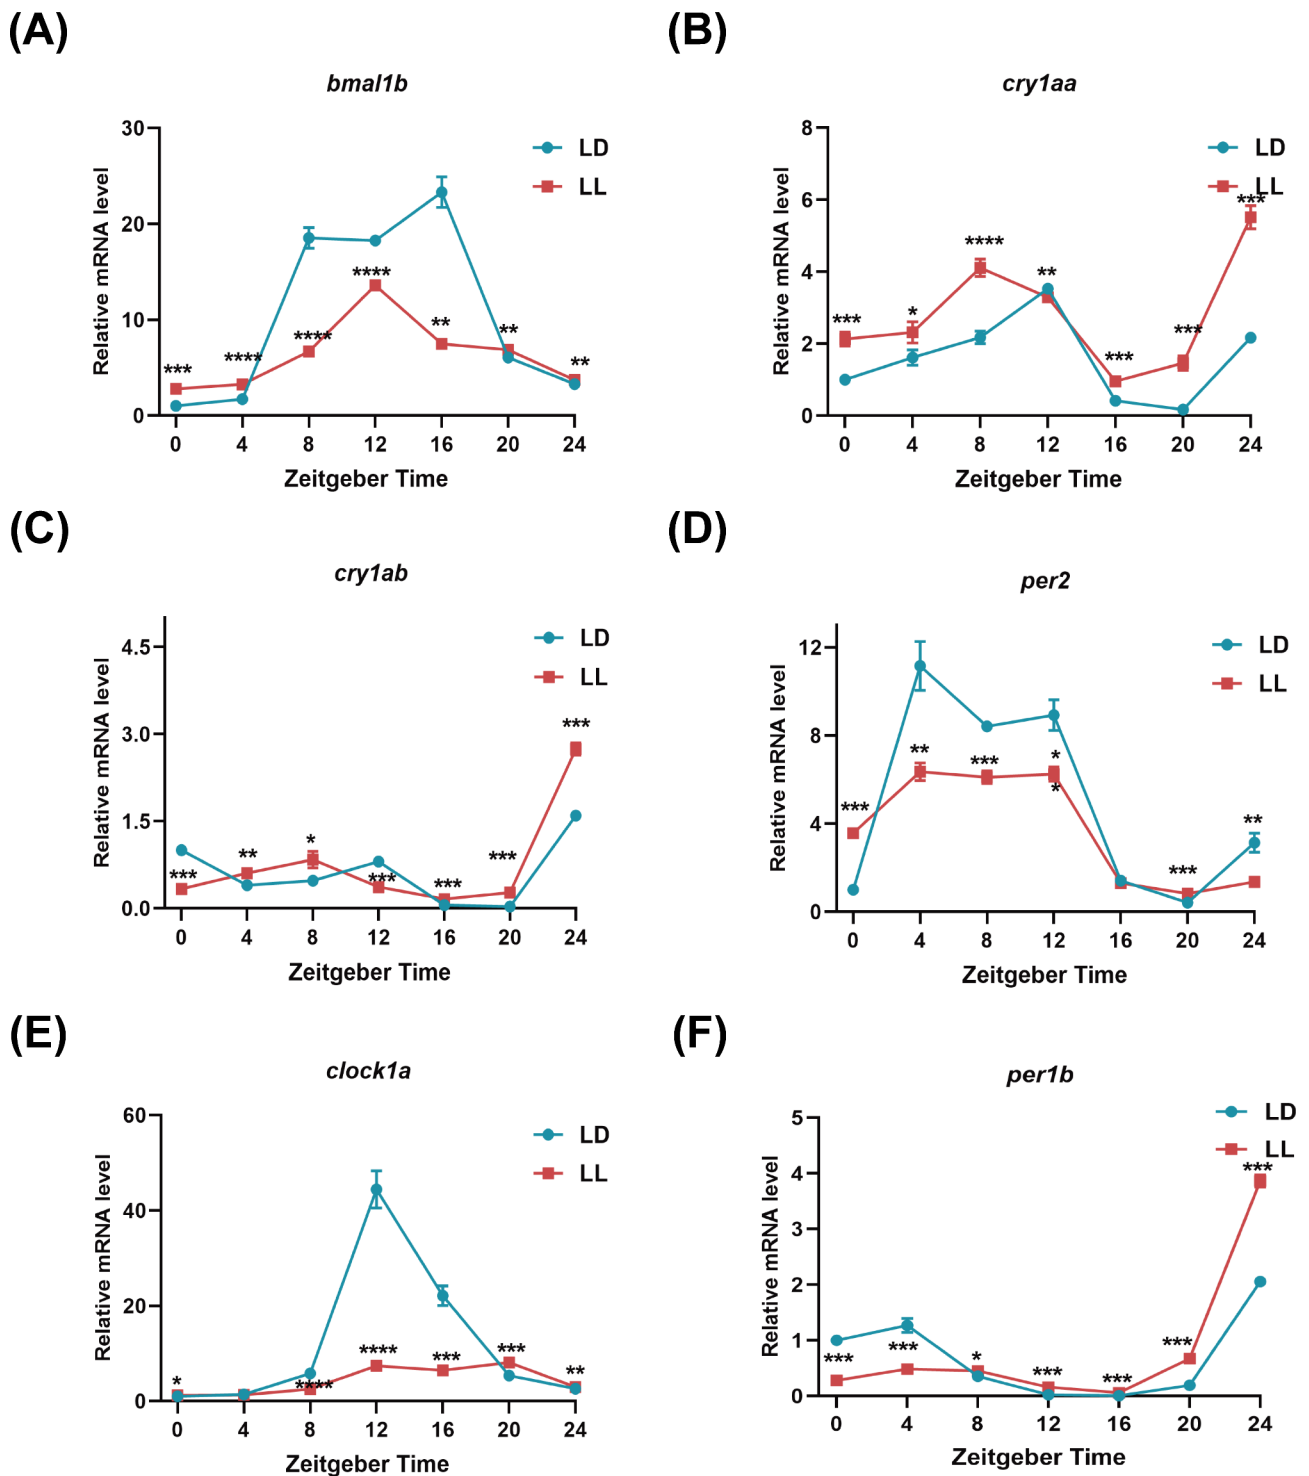 (A)
bmal1b
Relative mRNA level
30
20
10
0
LD
LL
***
****
****
****
**
**
**
0 4 8 12 16 20 24
Zeitgeber Time
(B)
cry1aa
Relative mRNA level
8
6
4
2
0
LD
LL
***
*
****
**
***
***
***
0 4 8 12 16 20 24
Zeitgeber Time
(C)
cry1ab
Relative mRNA level
4.5
3.0
1.5
0.0
LD
LL
***
**
*
***
***
***
***
0 4 8 12 16 20 24
Zeitgeber Time
(D)
per2
Relative mRNA level
12
8
4
0
LD
LL
***
**
***
*
*
***
**
0 4 8 12 16 20 24
Zeitgeber Time
(E)
clock1a
Relative mRNA level
60
40
20
0
LD
LL
*
****
****
***
***
**
0 4 8 12 16 20 24
Zeitgeber Time
(F)
per1b
Relative mRNA level
5
4
3
2
1
0
LD
LL
***
***
*
***
***
***
***
0 4 8 12 16 20 24
Zeitgeber Time